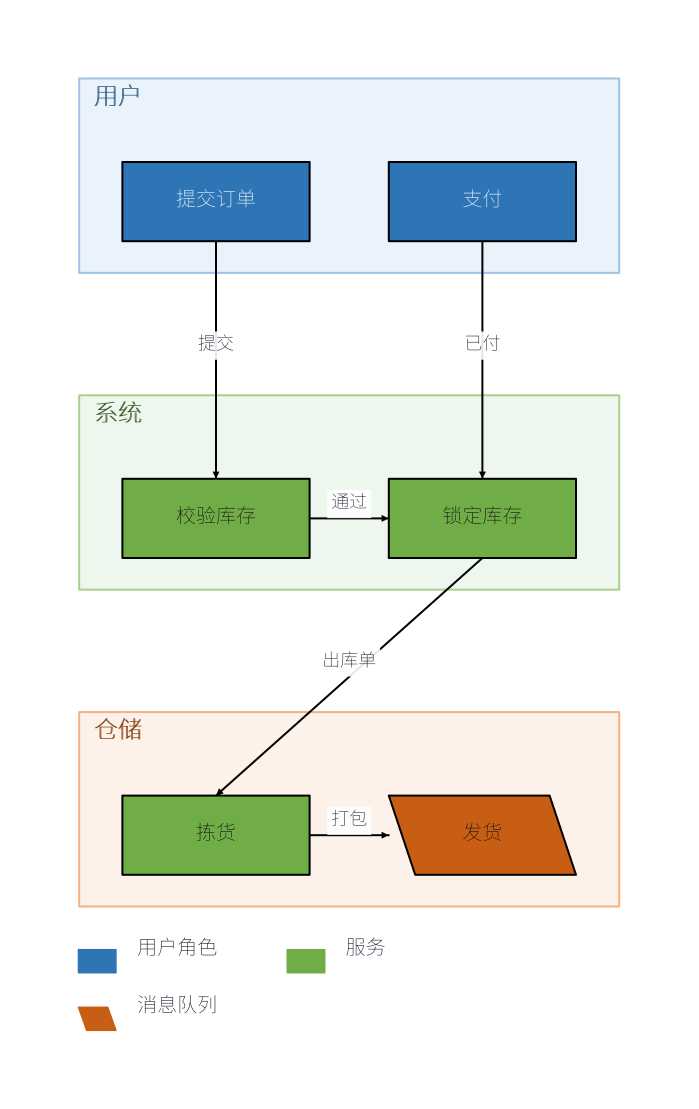 用户
提交订单
支付
提交
已付
系统
校验库存
通过
锁定库存
出库单
仓储
拣货
打包
发货
用户角色
服务
消息队列